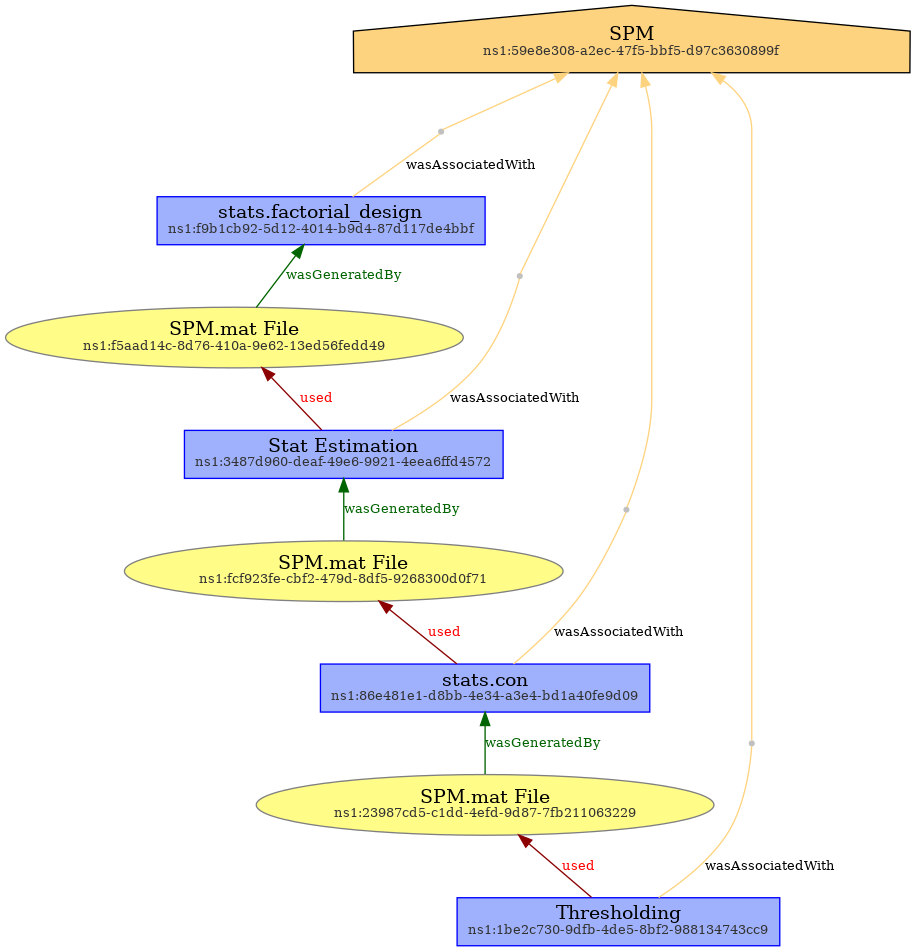 SPM
ns1:59e8e308-a2ec-47f5-bbf5-d97c3630899f
wasAssociatedWith
stats.factorial_design
ns1:f9b1cb92-5d12-4014-b9d4-87d117de4bbf
wasGeneratedBy
SPM.mat File
ns1:f5aad14c-8d76-410a-9e62-13ed56fedd49
used
wasAssociatedWith
Stat Estimation
ns1:3487d960-deaf-49e6-9921-4eea6ffd4572
wasGeneratedBy
SPM.mat File
ns1:fcf923fe-cbf2-479d-8df5-9268300d0f71
used
wasAssociatedWith
stats.con
ns1:86e481e1-d8bb-4e34-a3e4-bd1a40fe9d09
wasGeneratedBy
SPM.mat File
ns1:23987cd5-c1dd-4efd-9d87-7fb211063229
used
wasAssociatedWith
Thresholding
ns1:1be2c730-9dfb-4de5-8bf2-988134743cc9